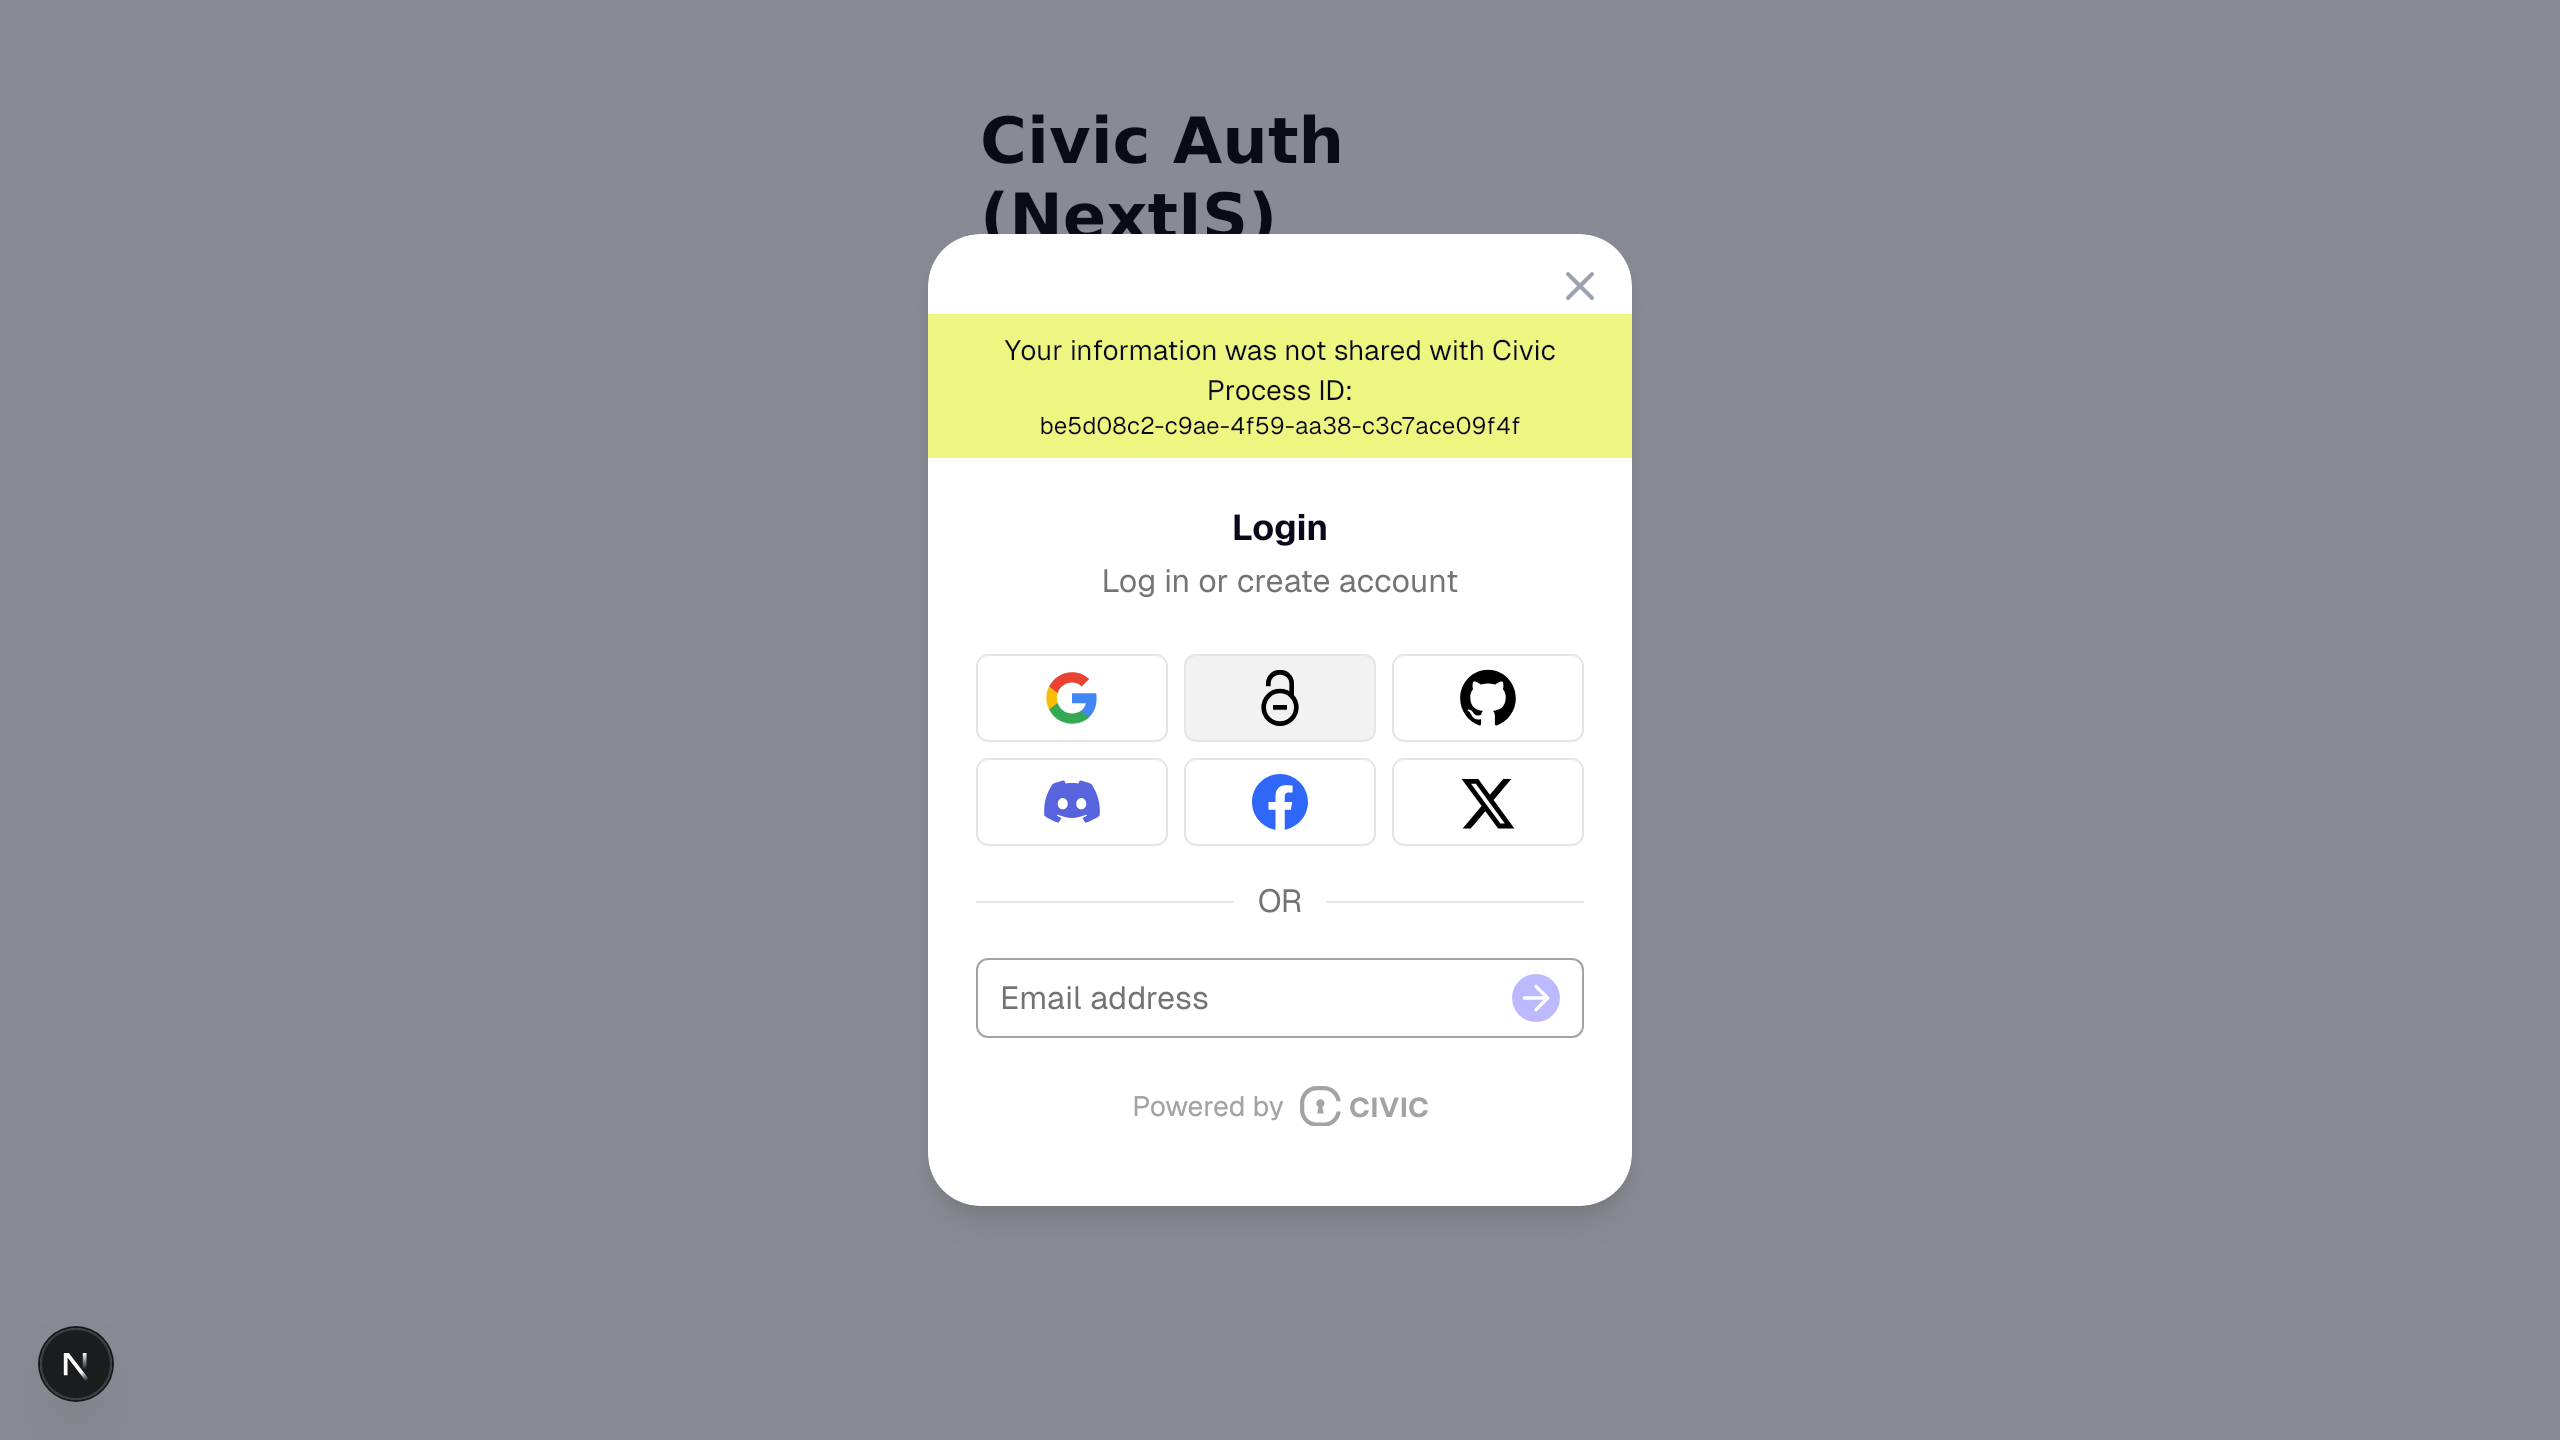 Civic Auth
(NextJS)
Your information was not shared with Civic
Process ID:
be5d08c2-c9ae-4f59-aa38-c3c7ace09f4f
Login
Log in or create account
OR
Email address
Powered by CIVIC
N